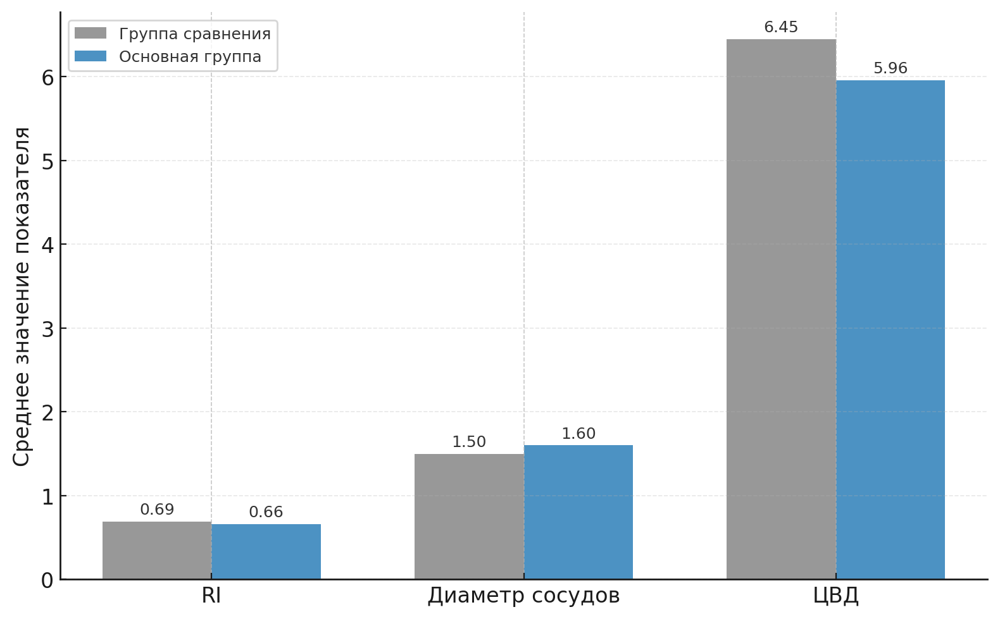 Группа сравнения
Основная группа
Среднее значение показателя
6
5
4
3
2
1
0
0.69
0.66
1.50
1.60
6.45
5.96
RI
Диаметр сосудов
ЦВД